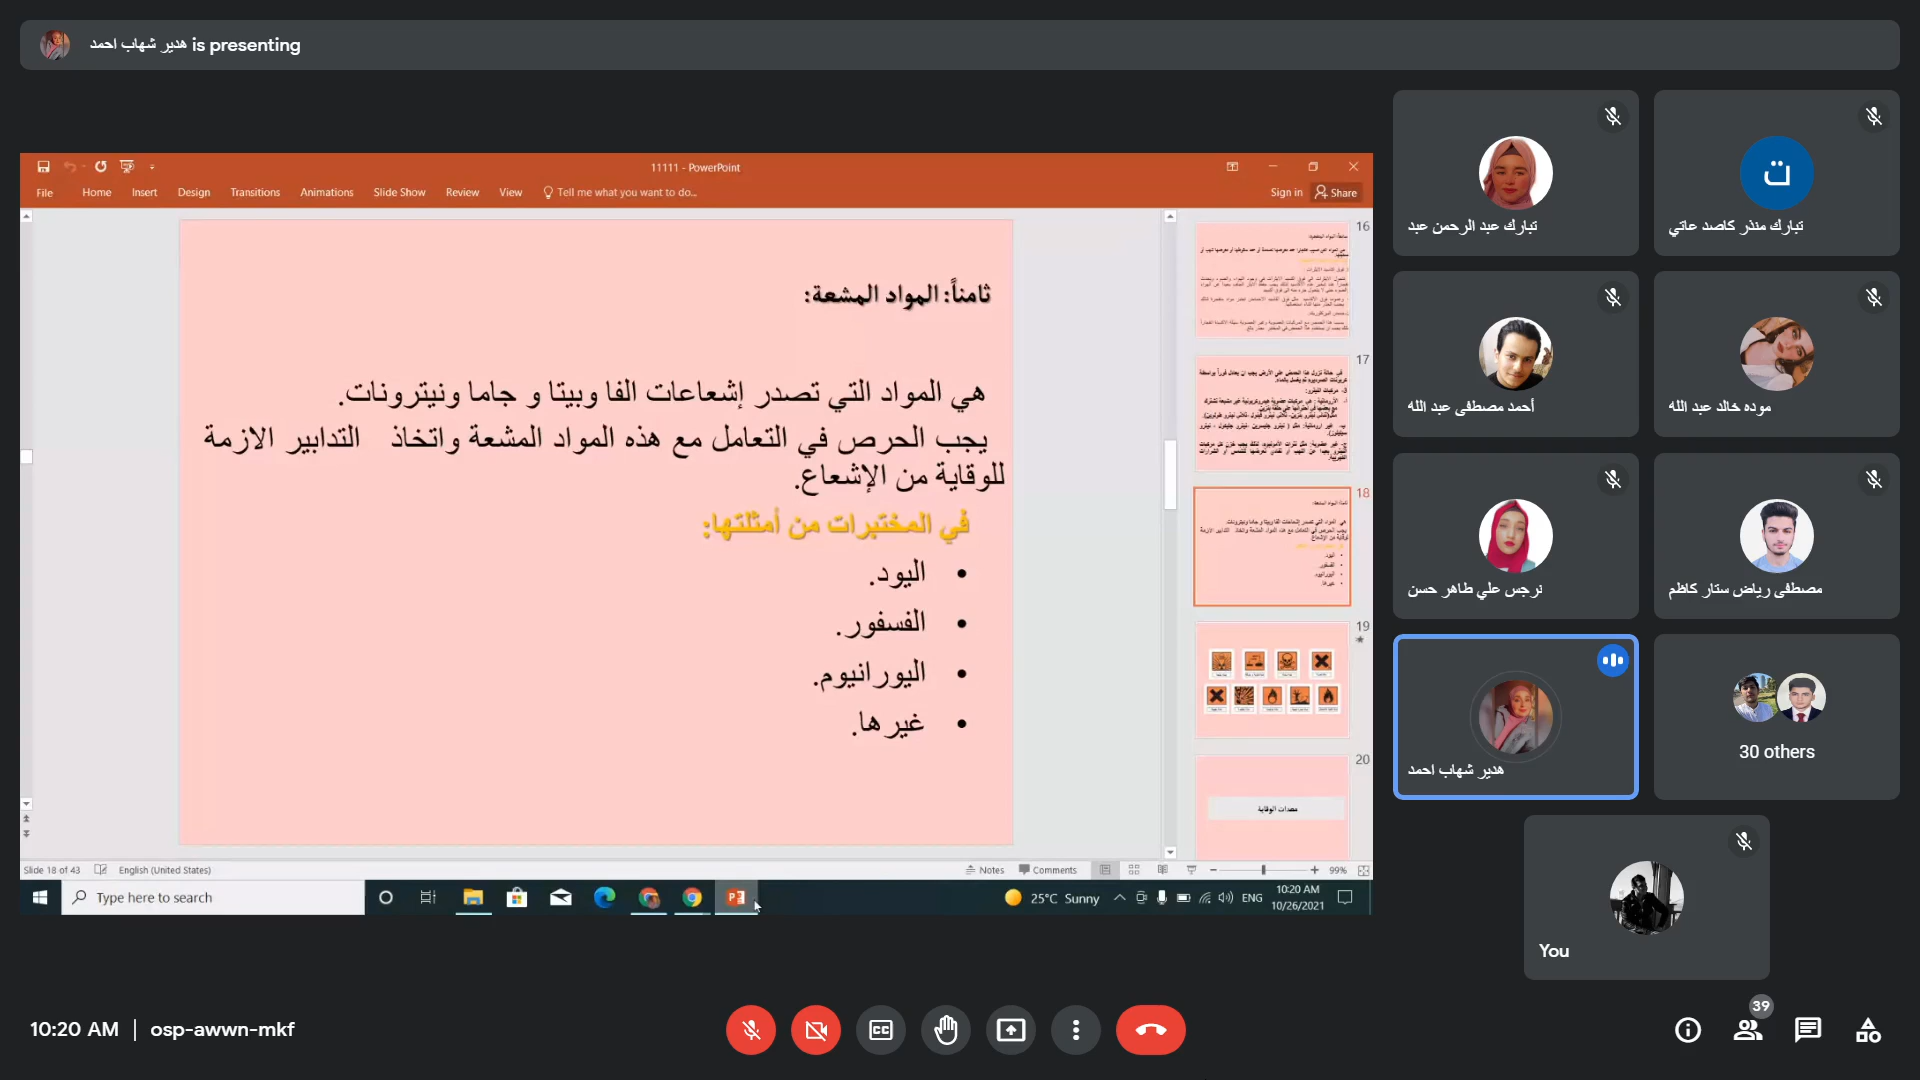 هدير شهاب احمد is presenting
11111 - PowerPoint
File Home Insert Design Transitions Animations Slide Show Review View Tell me what you want to do... Sign in Share
ثامناً: المواد المشعة:
هي المواد التي تصدر إشعاعات الفا وبيتا و جاما ونيترونات.
يجب الحرص في التعامل مع هذه المواد المشعة واتخاذ التدابير الازمة
للوقاية من الإشعاع.
في المختبرات من أمثلتها:
• اليود.
• الفسفور.
• اليورانيوم.
• غيرها.
16
17
18
19
20
معدات الوقاية
Slide 18 of 43 English (United States) Notes Comments 99%
Type here to search
25°C Sunny ENG
10:20 AM
10/26/2021
تبارك عبد الرحمن عبد
ت
تبارك منذر كاصد عاتي
أحمد مصطفى عبد الله
موده خالد عبد الله
نرجس علي طاهر حسن
مصطفى رياض ستار كاظم
هدير شهاب احمد
30 others
You
10:20 AM | osp-awwn-mkf
CC
39